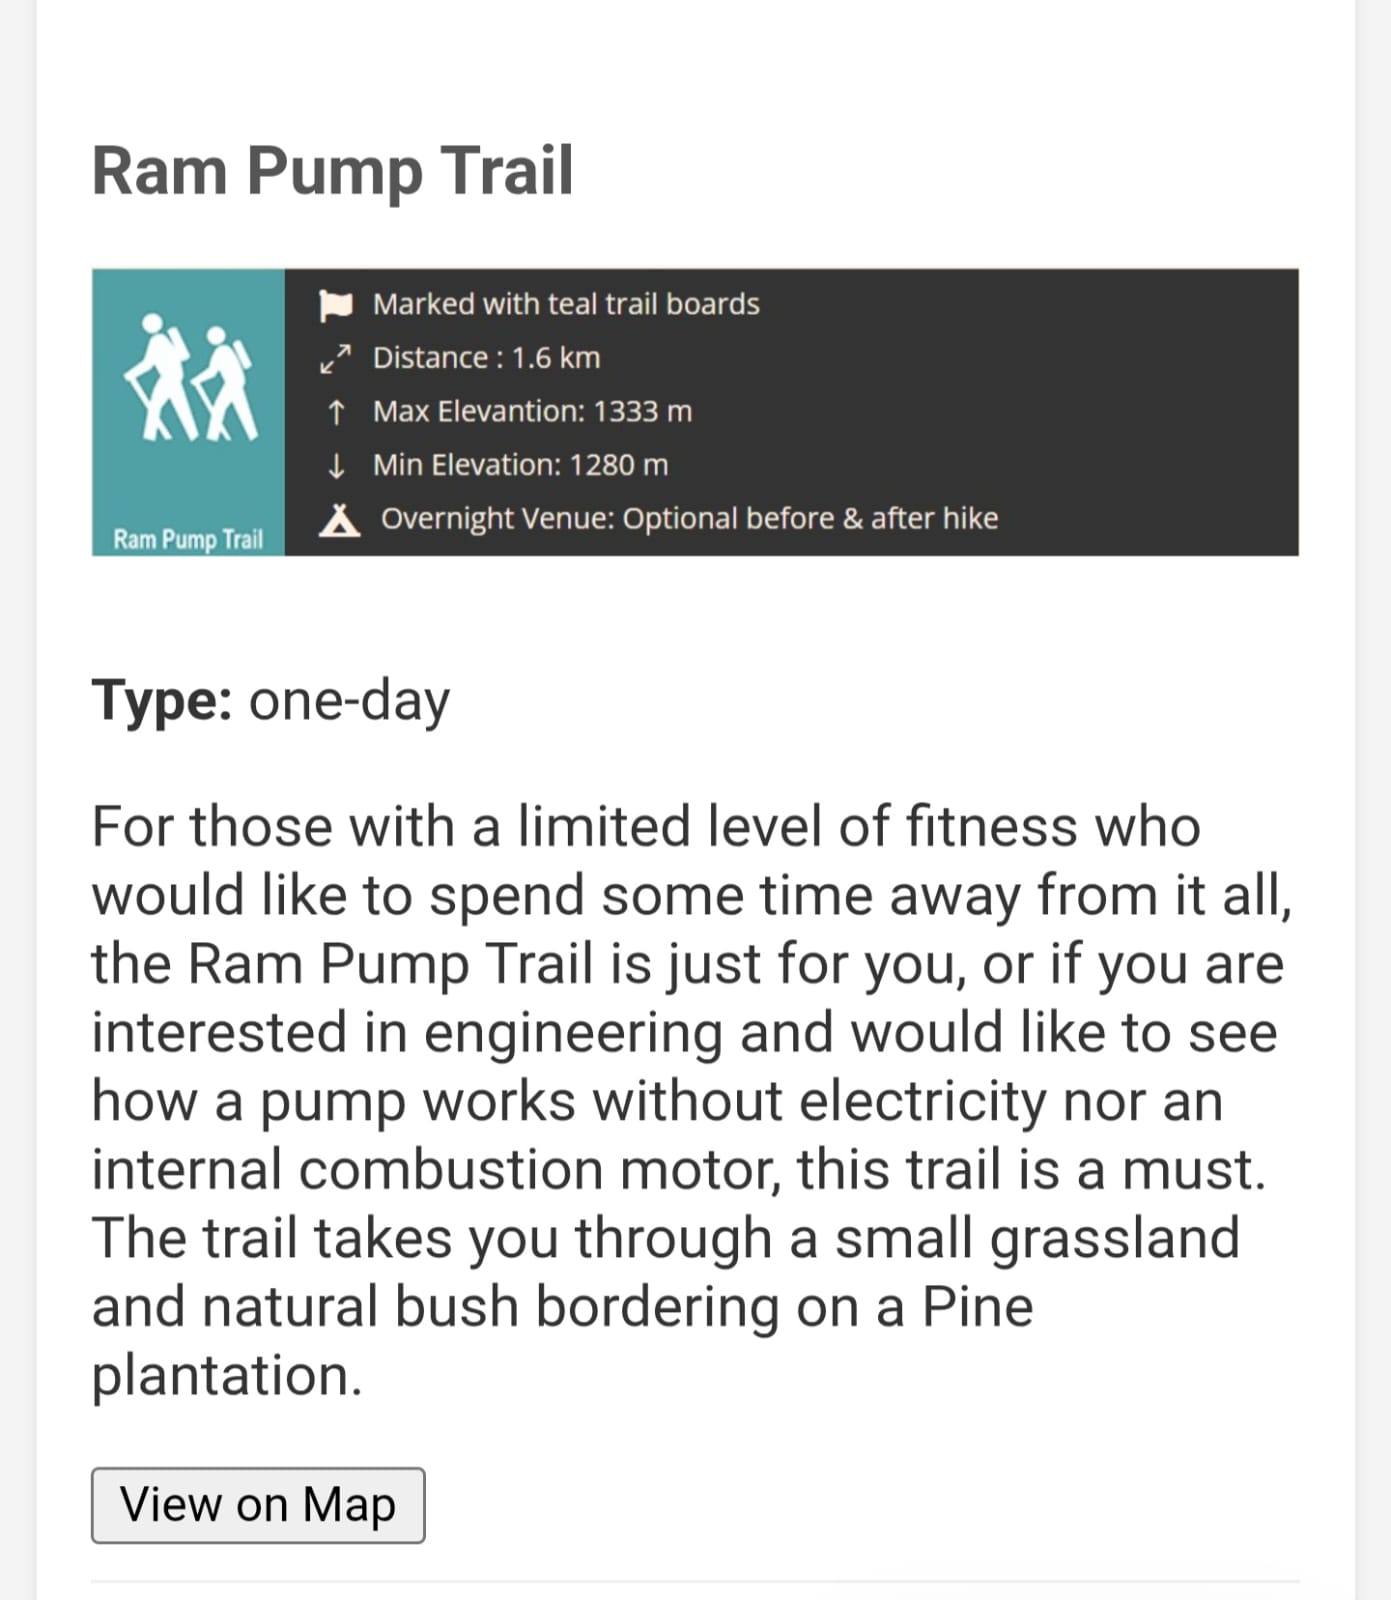 Ram Pump Trail
Marked with teal trail boards
Distance : 1.6 km
Max Elevantion: 1333 m
Min Elevation: 1280 m
Overnight Venue: Optional before & after hike
Ram Pump Trail
Type: one-day
For those with a limited level of fitness who
would like to spend some time away from it all,
the Ram Pump Trail is just for you, or if you are
interested in engineering and would like to see
how a pump works without electricity nor an
internal combustion motor, this trail is a must.
The trail takes you through a small grassland
and natural bush bordering on a Pine
plantation.
View on Map